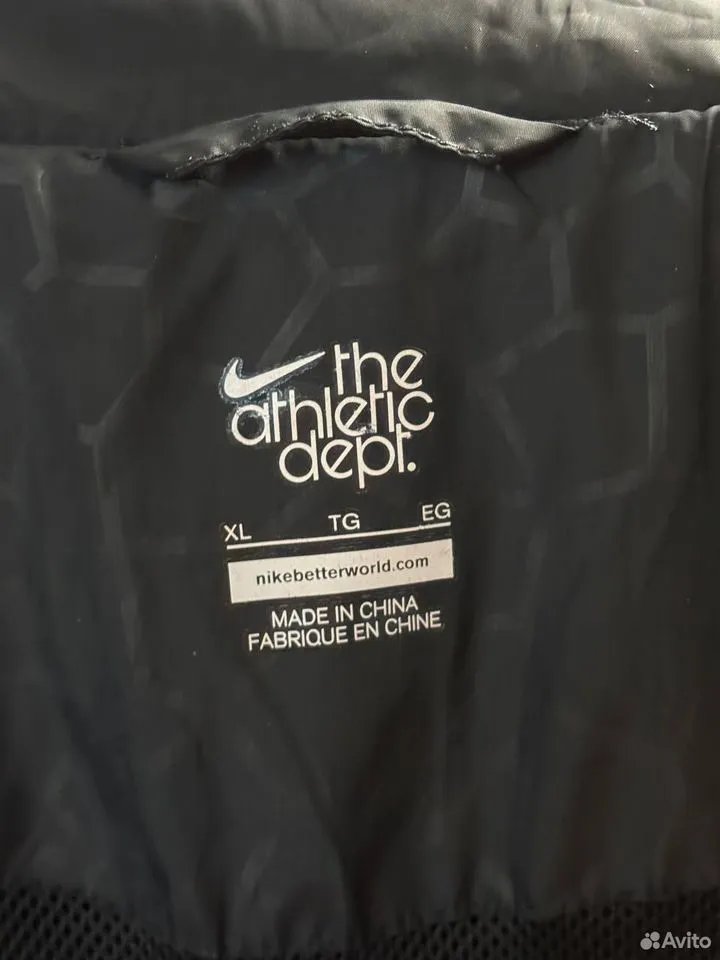 the
athletic
dept.
XL TG EG
nikebetterworld.com
MADE IN CHINA
FABRIQUE EN CHINE
Avito